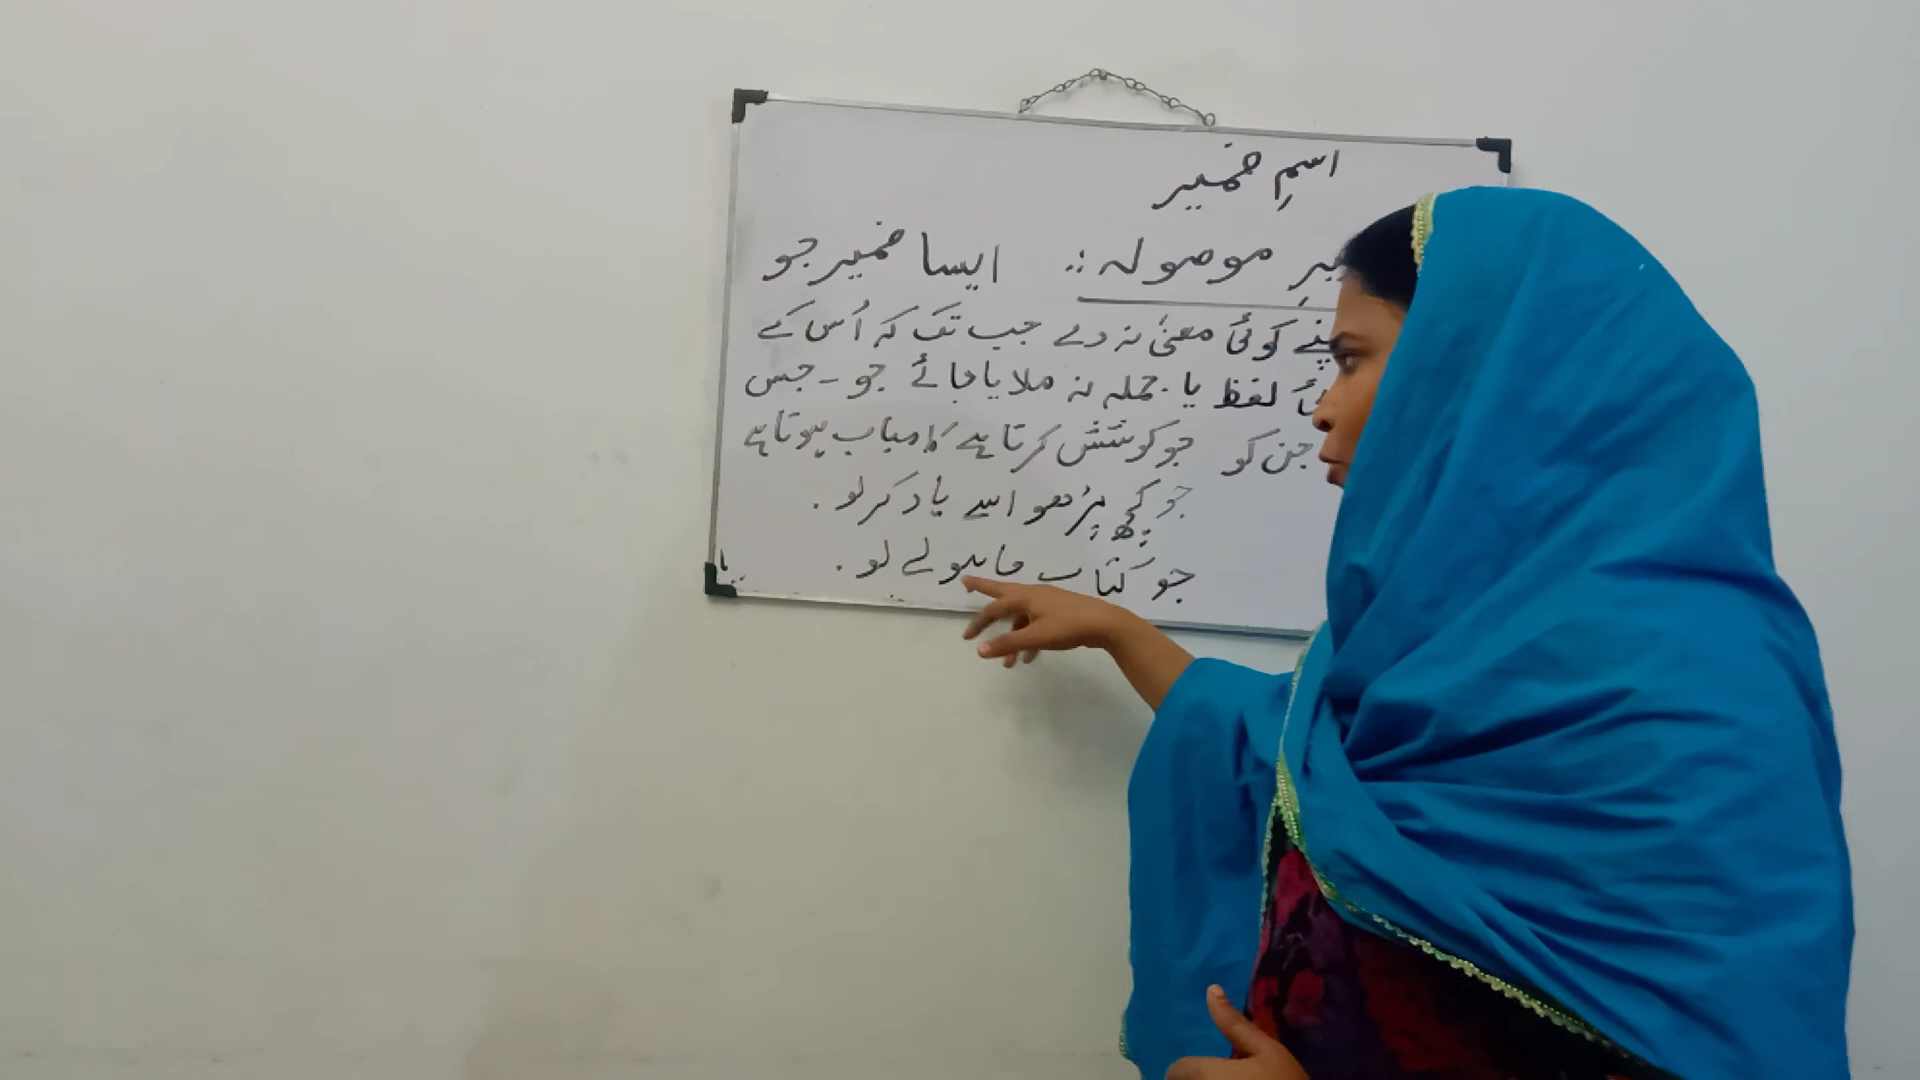 اسمِ ضمیر
موصولہ :. ایسا ضمیر جو
کوئی معنیٰ نہ دے جب تک کہ اُس کے
لفظ یا جملہ نہ ملایا جائے جو - جس
جن کو جو کوشش کرتا ہے کامیاب ہوتا ہے
جو کچھ پڑھو اسے یاد کر لو .
جو کتاب چاہو لے لو .